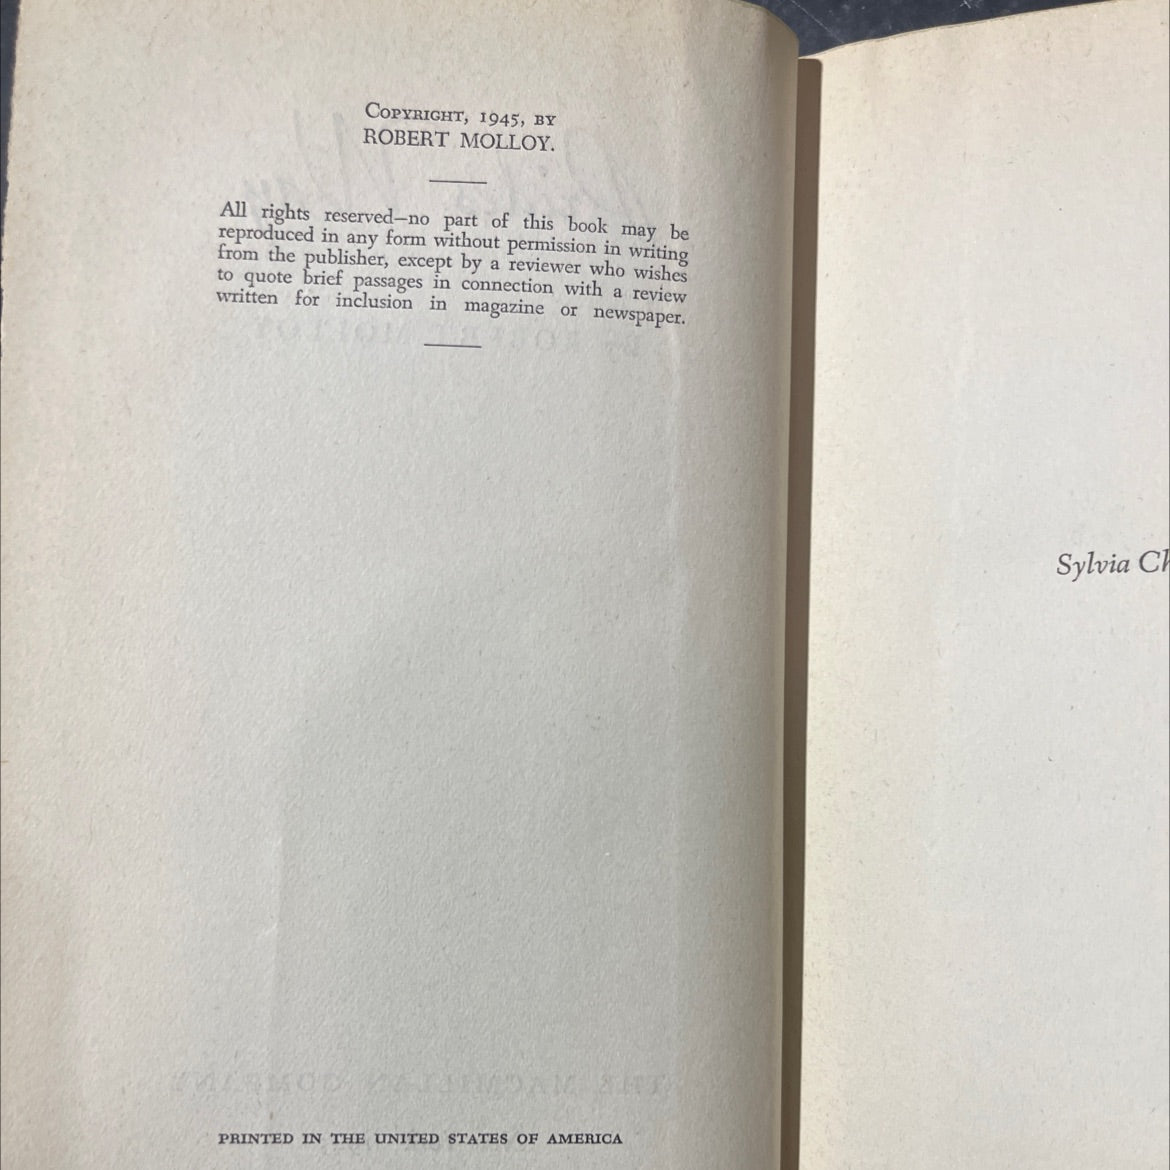 Copyright, 1945, by
ROBERT MOLLOY.
All rights reserved—no part of this book may be
reproduced in any form without permission in writing
from the publisher, except by a reviewer who wishes
to quote brief passages in connection with a review
written for inclusion in magazine or newspaper.
PRINTED IN THE UNITED STATES OF AMERICA
Sylvia